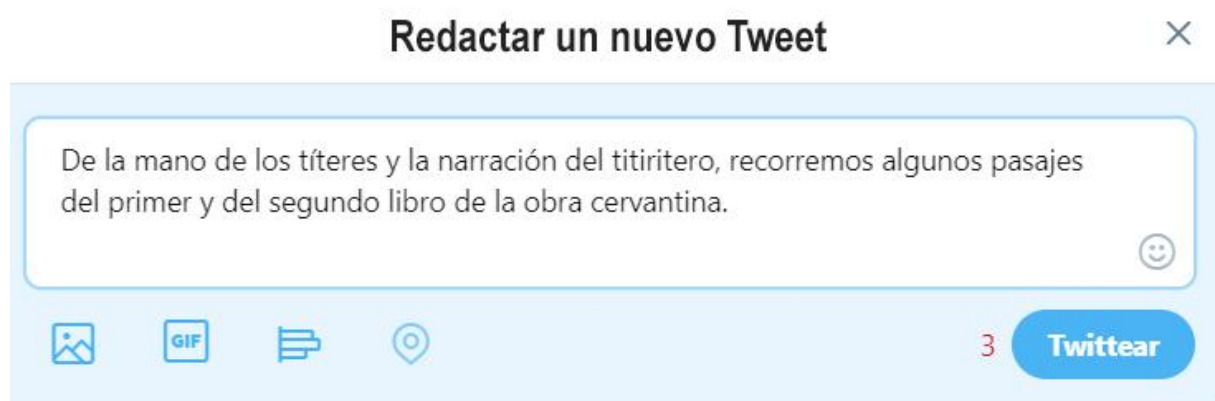 Redactar un nuevo Tweet
De la mano de los títeres y la narración del titiritero, recorremos algunos pasajes
del primer y del segundo libro de la obra cervantina.
GIF
3 Twittear